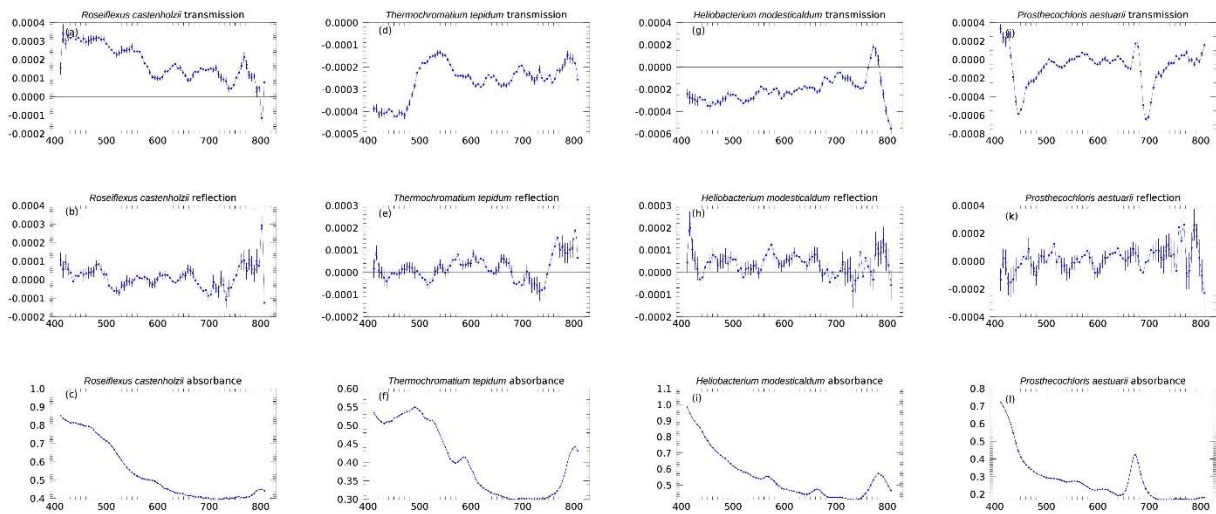 Roseiflexus castenholzii transmission
(a)
0.0004
0.0003
0.0002
0.0001
0.0000
-0.0001
-0.0002
400 500 600 700 800
Thermochromatium tepidum transmission
(d)
0.0000
-0.0001
-0.0002
-0.0003
-0.0004
-0.0005
400 500 600 700 800
Heliobacterium modesticaldum transmission
(g)
0.0004
0.0002
0.0000
-0.0002
-0.0004
-0.0006
400 500 600 700 800
Prosthecochloris aestuarii transmission
(j)
0.0004
0.0002
0.0000
-0.0002
-0.0004
-0.0006
-0.0008
400 500 600 700 800
Roseiflexus castenholzii reflection
(b)
0.0004
0.0003
0.0002
0.0001
0.0000
-0.0001
-0.0002
400 500 600 700 800
Thermochromatium tepidum reflection
(e)
0.0003
0.0002
0.0001
0.0000
-0.0001
-0.0002
400 500 600 700 800
Heliobacterium modesticaldum reflection
(h)
0.0003
0.0002
0.0001
0.0000
-0.0001
-0.0002
400 500 600 700 800
Prosthecochloris aestuarii reflection
(k)
0.0004
0.0002
0.0000
-0.0002
-0.0004
400 500 600 700 800
Roseiflexus castenholzii absorbance
(c)
1.0
0.9
0.8
0.7
0.6
0.5
0.4
400 500 600 700 800
Thermochromatium tepidum absorbance
(f)
0.60
0.55
0.50
0.45
0.40
0.35
0.30
400 500 600 700 800
Heliobacterium modesticaldum absorbance
(i)
1.1
1.0
0.9
0.8
0.7
0.6
0.5
400 500 600 700 800
Prosthecochloris aestuarii absorbance
(l)
0.8
0.7
0.6
0.5
0.4
0.3
0.2
400 500 600 700 800